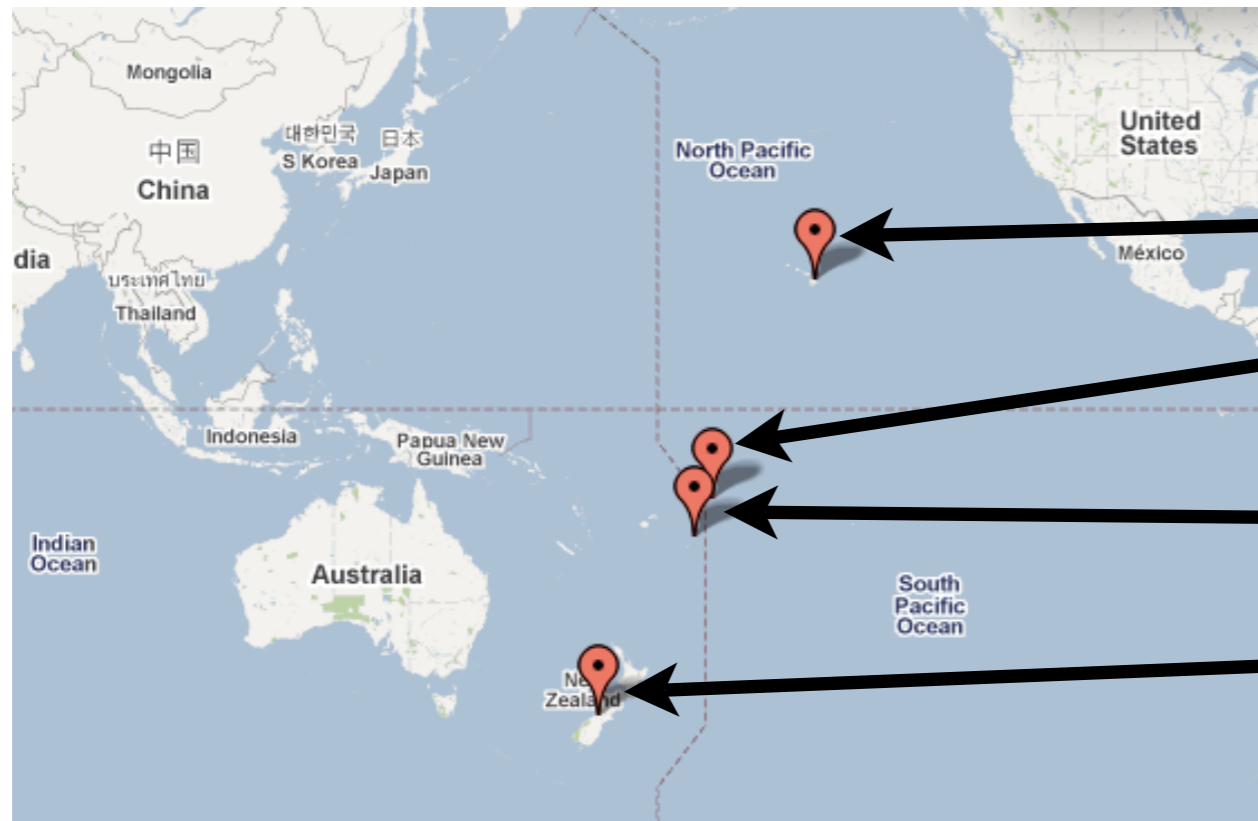 Mongolia
中国
China
대한민국
S Korea
日本
Japan
North Pacific
Ocean
United
States
México
dia
ประเทศไทย
Thailand
Indonesia
Papua New
Guinea
Indian
Ocean
Australia
South
Pacific
Ocean
Zealand